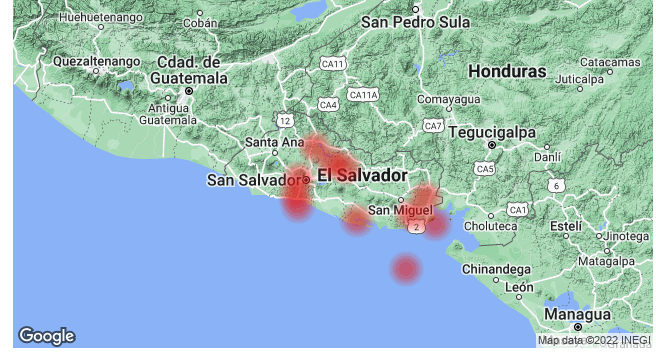 Huehuetenango
Cobán
San Pedro Sula
Quezaltenango
Cdad. de
Guatemala
CA11
Honduras
Catacamas
Juticalpa
Antigua
Guatemala
CA4
CA11A
Comayagua
12
CA7
Tegucigalpa
Santa Ana
Danlí
San Salvador
El Salvador
CA5
6
San Miguel
CA1
Choluteca
2
Estelí
Jinotega
Matagalpa
Chinandega
León
Managua
Google
Map data ©2022 INEGI